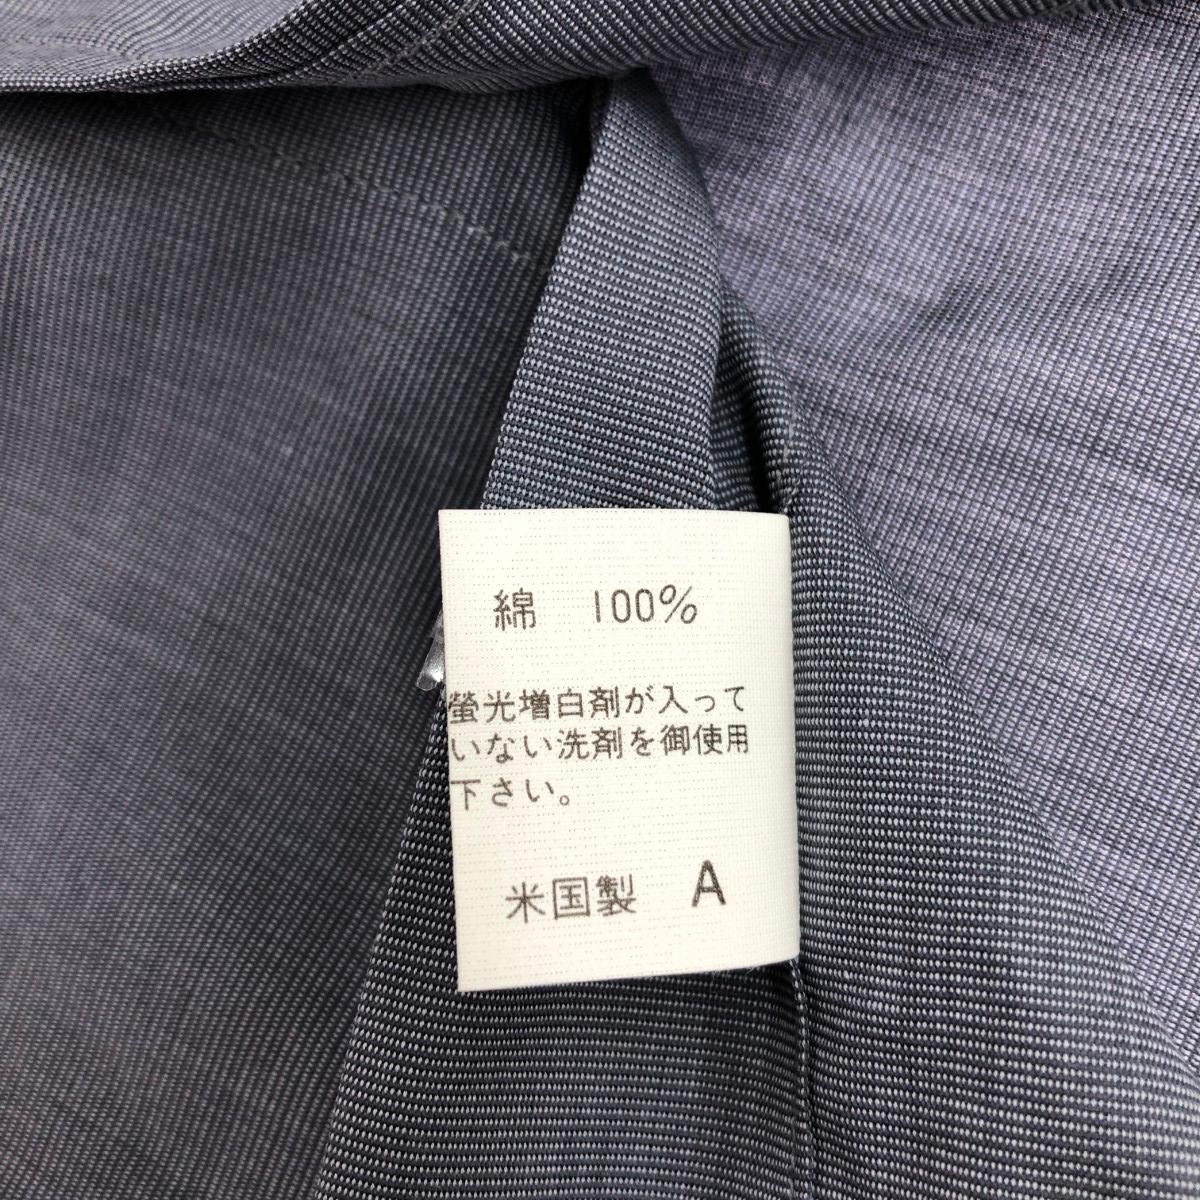 綿 100%
螢光増白剤が入って
いない洗剤を御使用
下さい。
米国製 A